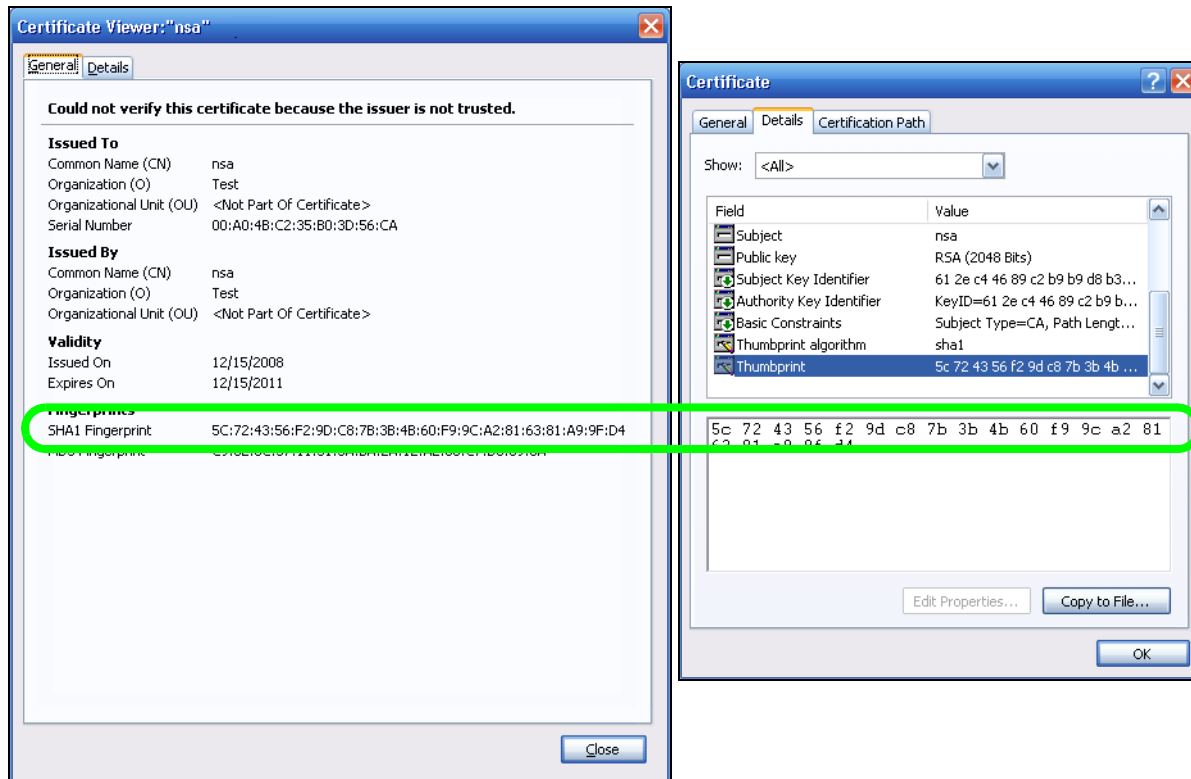 Certificate Viewer:"nsa"
General Details
Could not verify this certificate because the issuer is not trusted.
Issued To
Common Name (CN) nsa
Organization (O) Test
Organizational Unit (OU) <Not Part Of Certificate>
Serial Number 00:A0:4B:C2:35:B0:3D:56:CA
Issued By
Common Name (CN) nsa
Organization (O) Test
Organizational Unit (OU) <Not Part Of Certificate>
Validity
Issued On 12/15/2008
Expires On 12/15/2011
Fingerprints
SHA1 Fingerprint 5C:72:43:56:F2:9D:C8:7B:3B:4B:60:F9:9C:A2:81:63:81:A9:9F:D4
Fingerprint
Close
Certificate
General Details Certification Path
Show: <All>
Field Value
Subject nsa
Public key RSA (2048 Bits)
Subject Key Identifier 61 2e c4 46 89 c2 b9 b9 d8 b3...
Authority Key Identifier KeyID=61 2e c4 46 89 c2 b9 b...
Basic Constraints Subject Type=CA, Path Lengt...
Thumbprint algorithm sha1
Thumbprint 5c 72 43 56 f2 9d c8 7b 3b 4b ...
5c 72 43 56 f2 9d c8 7b 3b 4b 60 f9 9c a2 81
63 81 a9 9f d4
Edit Properties... Copy to File...
OK